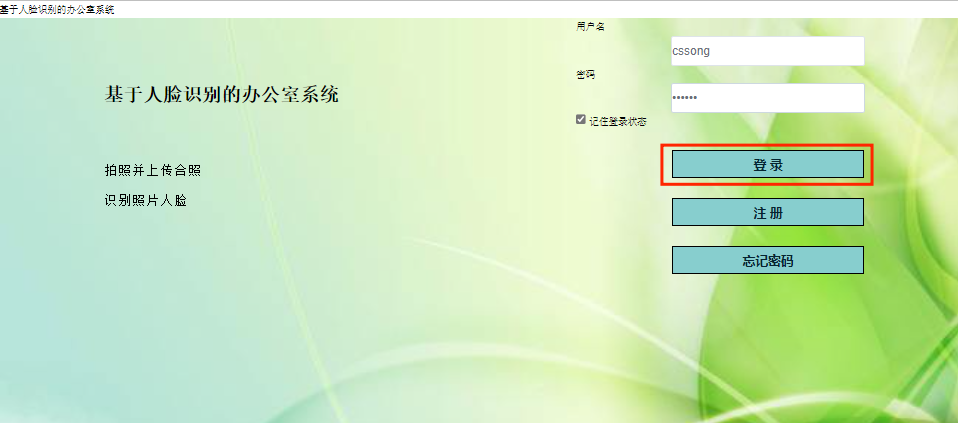 基于人脸识别的办公室系统
基于人脸识别的办公室系统
拍照并上传合照
识别照片人脸
用户名
cssong
密码
••••••
记住登录状态
登 录
注 册
忘记密码